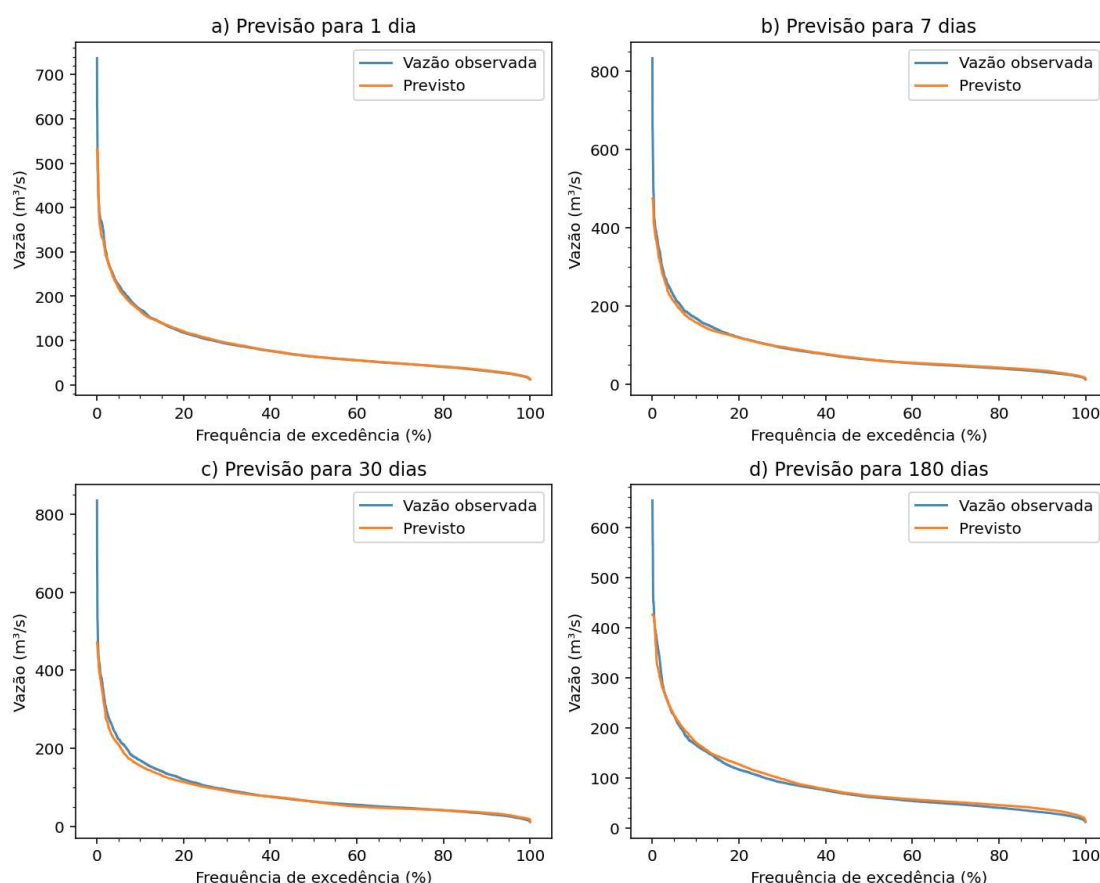 a) Previsão para 1 dia
Vazão observada
Previsto
700
600
500
400
300
200
100
0
Vazão (m³/s)
0 20 40 60 80 100
Frequência de excedência (%)
b) Previsão para 7 dias
Vazão observada
Previsto
800
600
400
200
0
Vazão (m³/s)
0 20 40 60 80 100
Frequência de excedência (%)
c) Previsão para 30 dias
Vazão observada
Previsto
800
600
400
200
0
Vazão (m³/s)
0 20 40 60 80 100
Frequência de excedência (%)
d) Previsão para 180 dias
Vazão observada
Previsto
600
500
400
300
200
100
0
Vazão (m³/s)
0 20 40 60 80 100
Frequência de excedência (%)